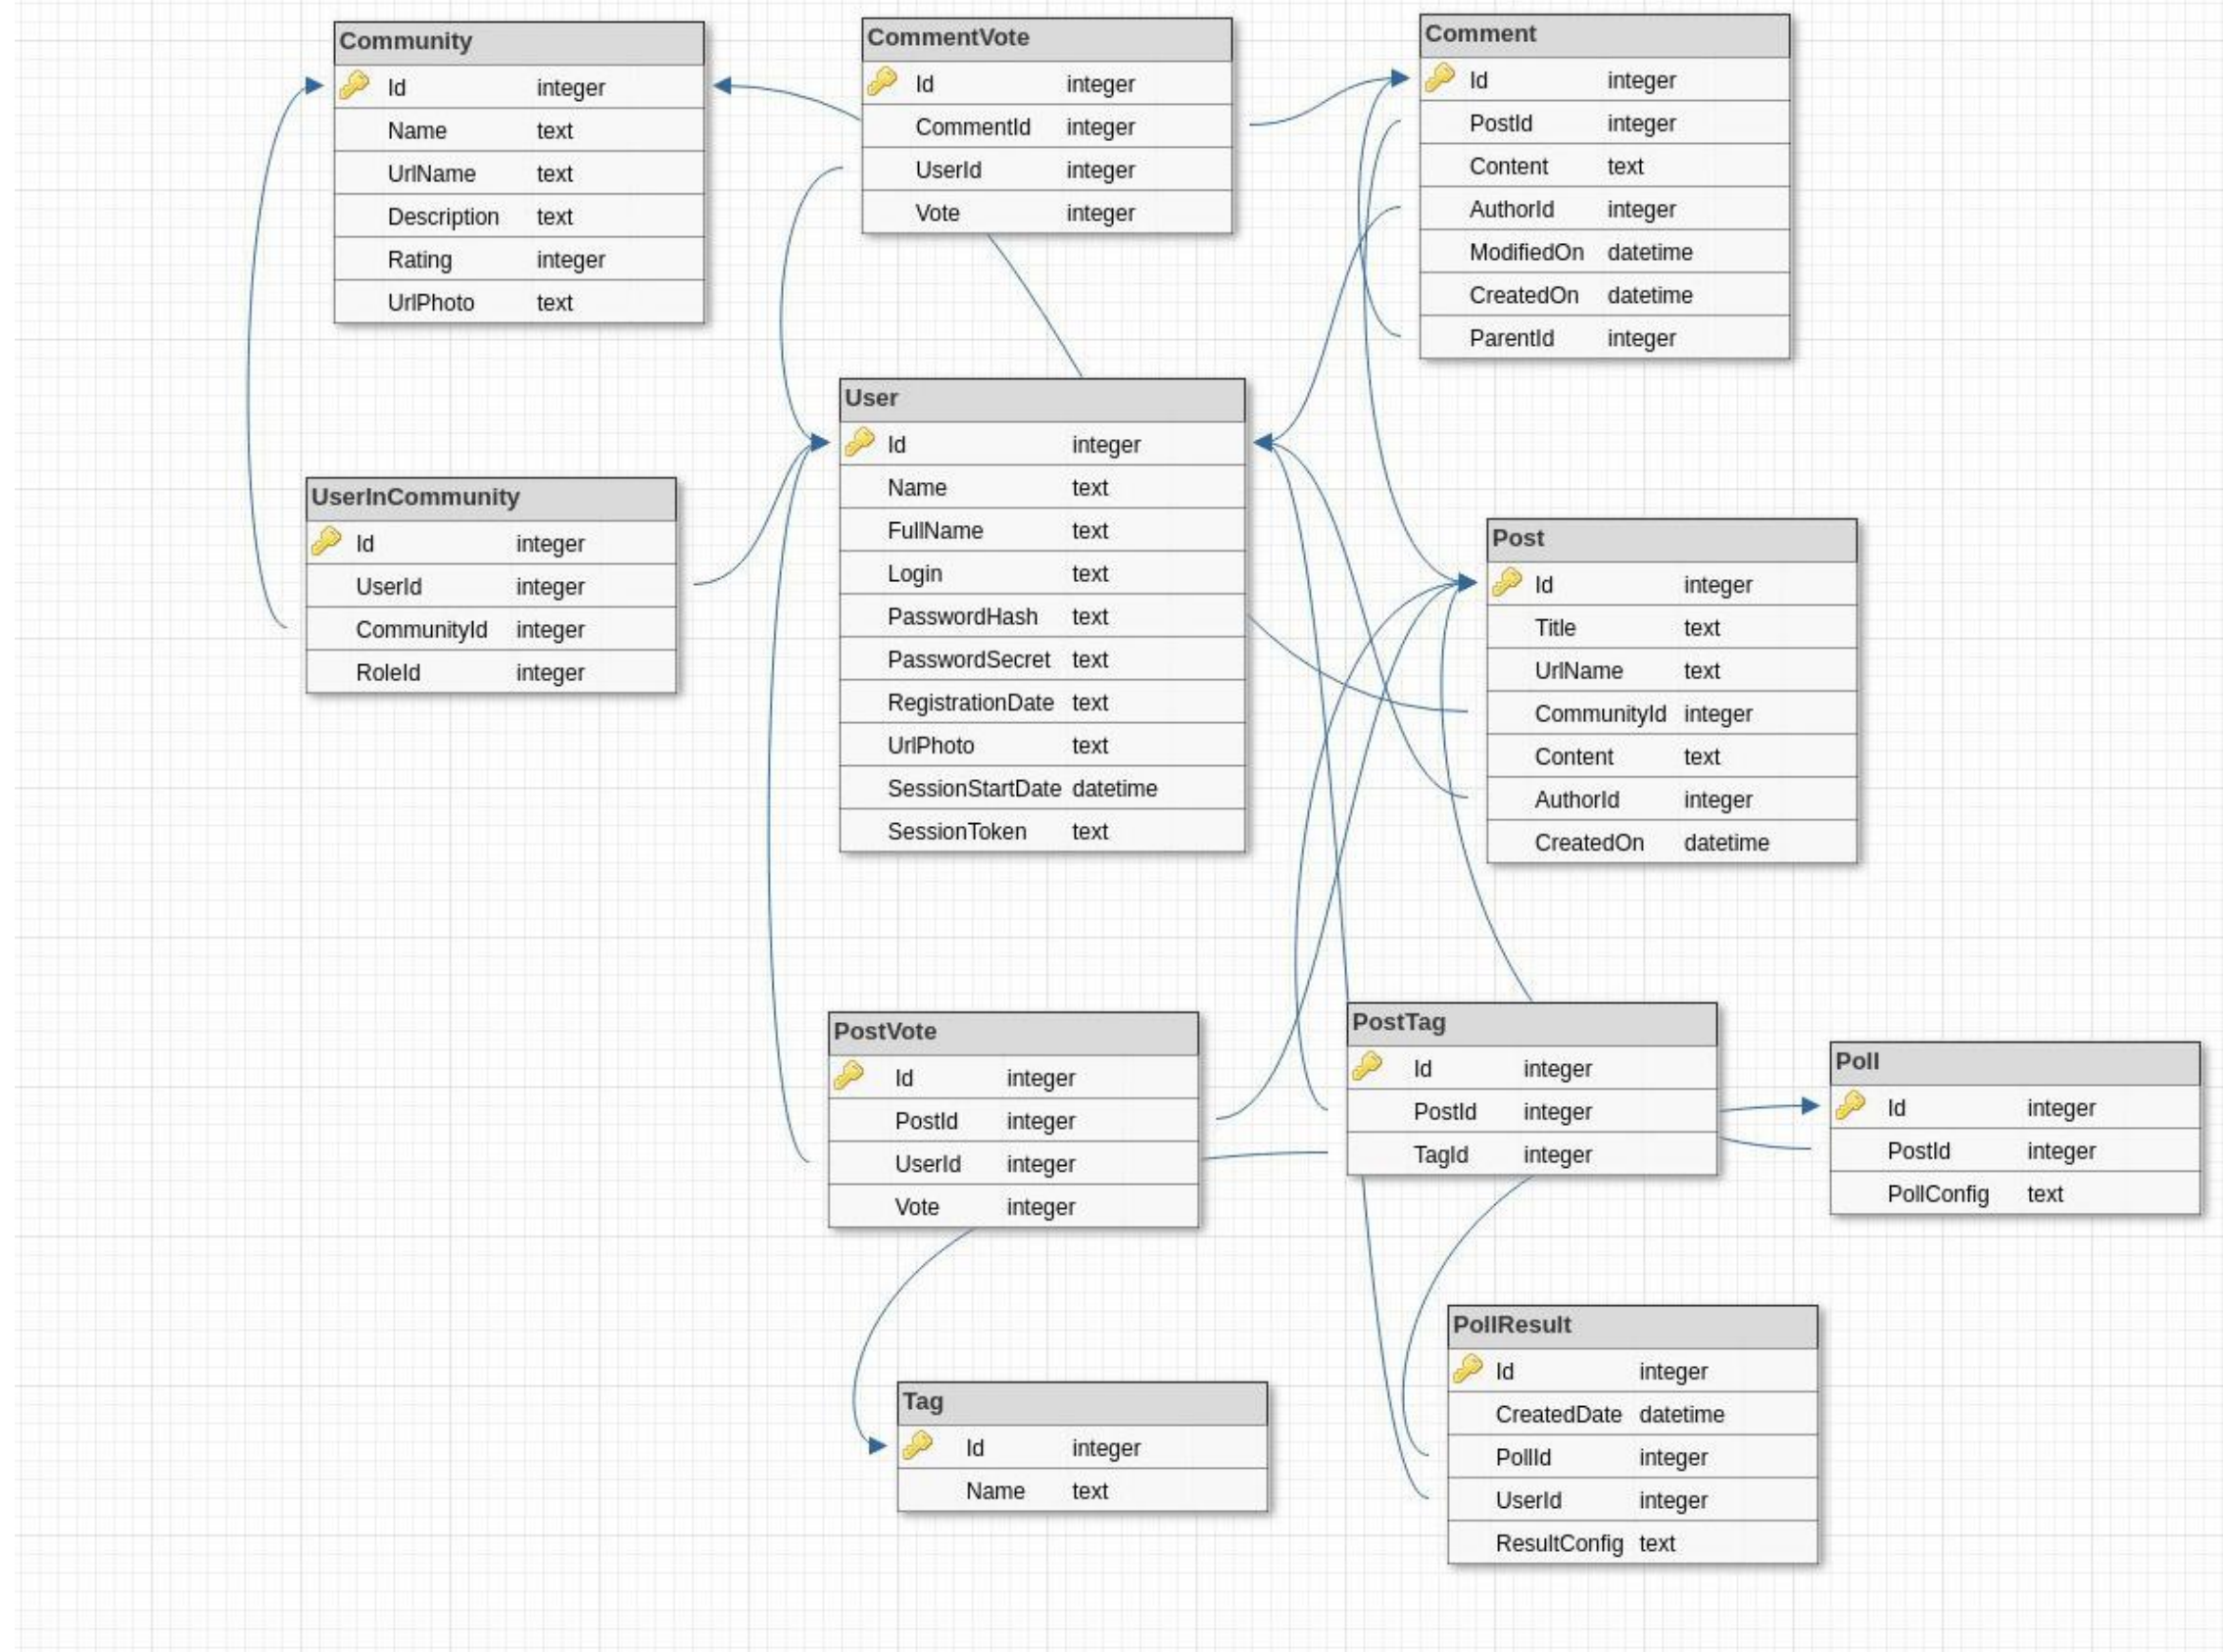 Community
Id integer
Name text
UrlName text
Description text
Rating integer
UrlPhoto text
CommentVote
Id integer
CommentId integer
UserId integer
Vote integer
Comment
Id integer
PostId integer
Content text
AuthorId integer
ModifiedOn datetime
CreatedOn datetime
ParentId integer
UserInCommunity
Id integer
UserId integer
CommunityId integer
RoleId integer
User
Id integer
Name text
FullName text
Login text
PasswordHash text
PasswordSecret text
RegistrationDate text
UrlPhoto text
SessionStartDate datetime
SessionToken text
Post
Id integer
Title text
UrlName text
CommunityId integer
Content text
AuthorId integer
CreatedOn datetime
PostVote
Id integer
PostId integer
UserId integer
Vote integer
PostTag
Id integer
PostId integer
TagId integer
Poll
Id integer
PostId integer
PollConfig text
Tag
Id integer
Name text
PollResult
Id integer
CreatedDate datetime
PollId integer
UserId integer
ResultConfig text